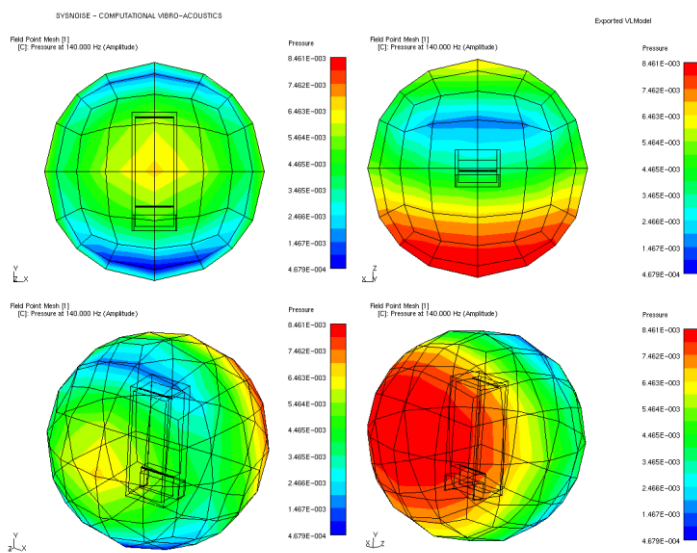 SYSNOISE - COMPUTATIONAL VIBRO-ACOUSTICS
Exported VLModel
Field Point Mesh [1]
[C]: Pressure at 140.000 Hz (Amplitude)
Pressure
8.461E-003
7.462E-003
6.463E-003
5.464E-003
4.465E-003
3.465E-003
2.466E-003
1.467E-003
4.679E-004
Y
Z X
Field Point Mesh [1]
[C]: Pressure at 140.000 Hz (Amplitude)
Pressure
8.461E-003
7.462E-003
6.463E-003
5.464E-003
4.465E-003
3.465E-003
2.466E-003
1.467E-003
4.679E-004
Z
X Y
Field Point Mesh [1]
[C]: Pressure at 140.000 Hz (Amplitude)
Pressure
8.461E-003
7.462E-003
6.463E-003
5.464E-003
4.465E-003
3.465E-003
2.466E-003
1.467E-003
4.679E-004
Y
Z X
Field Point Mesh [1]
[C]: Pressure at 140.000 Hz (Amplitude)
Pressure
8.461E-003
7.462E-003
6.463E-003
5.464E-003
4.465E-003
3.465E-003
2.466E-003
1.467E-003
4.679E-004
Y
X Z